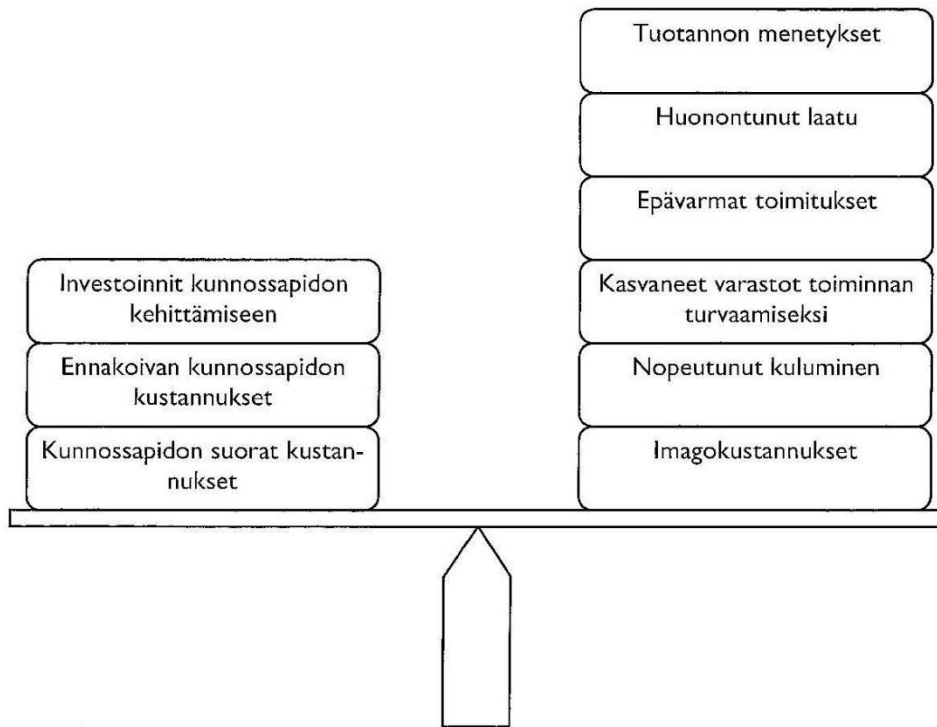 Tuotannon menetykset
Huonontunut laatu
Epävarmat toimitukset
Kasvaneet varastot toiminnan
turvaamiseksi
Nopeutunut kuluminen
Imagokustannukset
Investoinnit kunnossapidon
kehittämiseen
Ennakoivan kunnossapidon
kustannukset
Kunnossapidon suorat kustan-
nukset